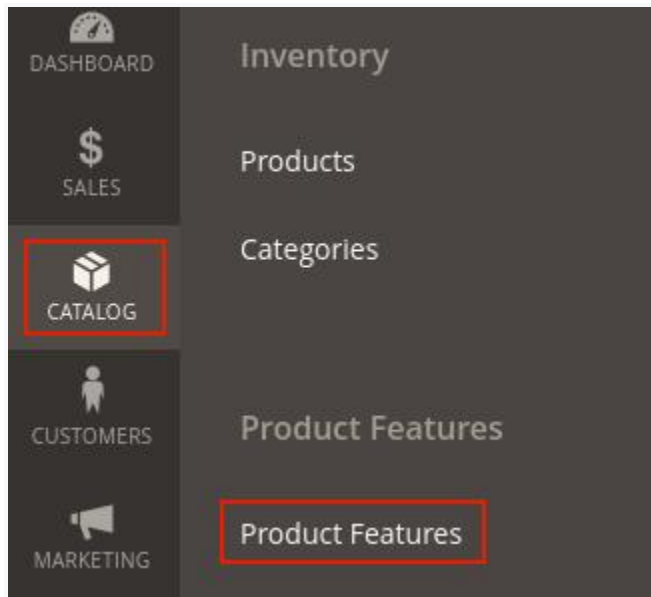 DASHBOARD
$
SALES
CATALOG
CUSTOMERS
MARKETING
Inventory
Products
Categories
Product Features
Product Features